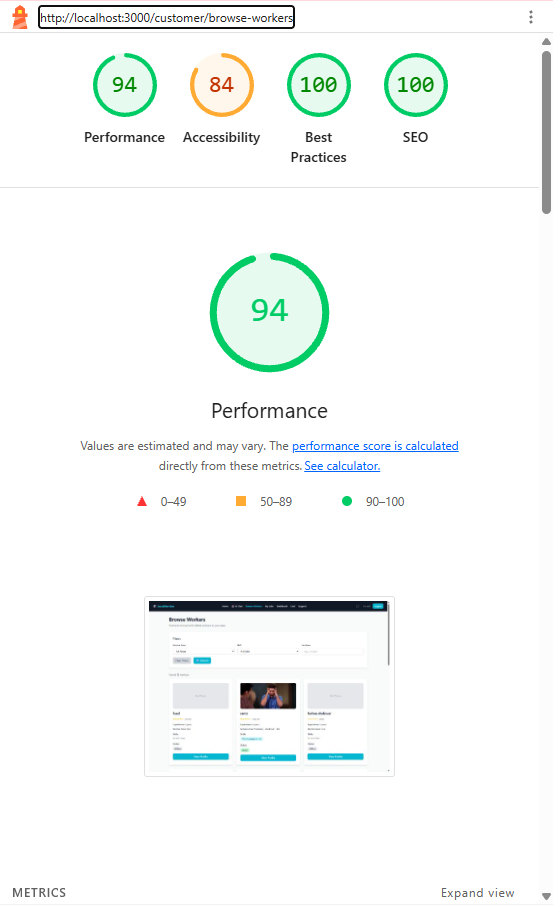 http://localhost:3000/customer/browse-workers
94
84
100
100
Performance
Accessibility
Best
Practices
SEO
94
Performance
Values are estimated and may vary. The performance score is calculated
directly from these metrics. See calculator.
0–49
50–89
90–100
Browse Workers
METRICS
Expand view